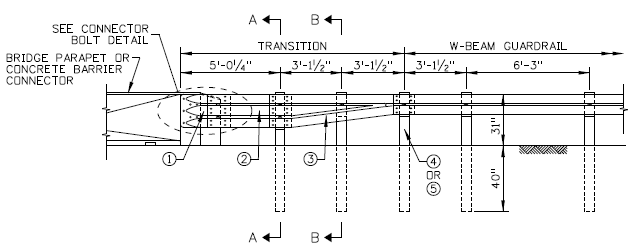 A B
SEE CONNECTOR
BOLT DETAIL
TRANSITION
W-BEAM GUARDRAIL
BRIDGE PARAPET OR
CONCRETE BARRIER
CONNECTOR
5'-0¼" 3'-1½" 3'-1½" 3'-1½" 6'-3"
31"
1 2 3 4
OR
5
40"
A B